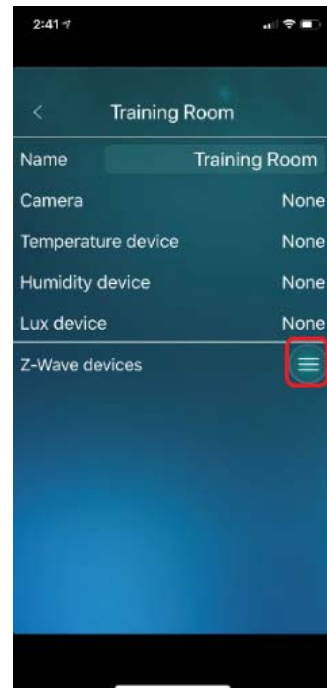 2:41
Training Room
Name Training Room
Camera None
Temperature device None
Humidity device None
Lux device None
Z-Wave devices